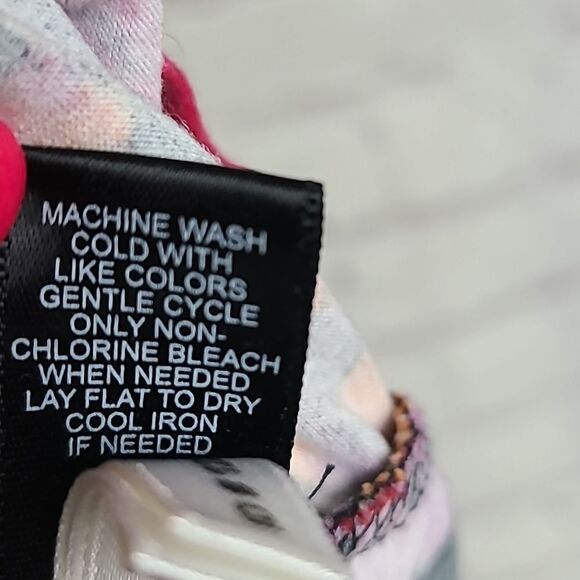 MACHINE WASH
COLD WITH
LIKE COLORS
GENTLE CYCLE
ONLY NON-
CHLORINE BLEACH
WHEN NEEDED
LAY FLAT TO DRY
COOL IRON
IF NEEDED